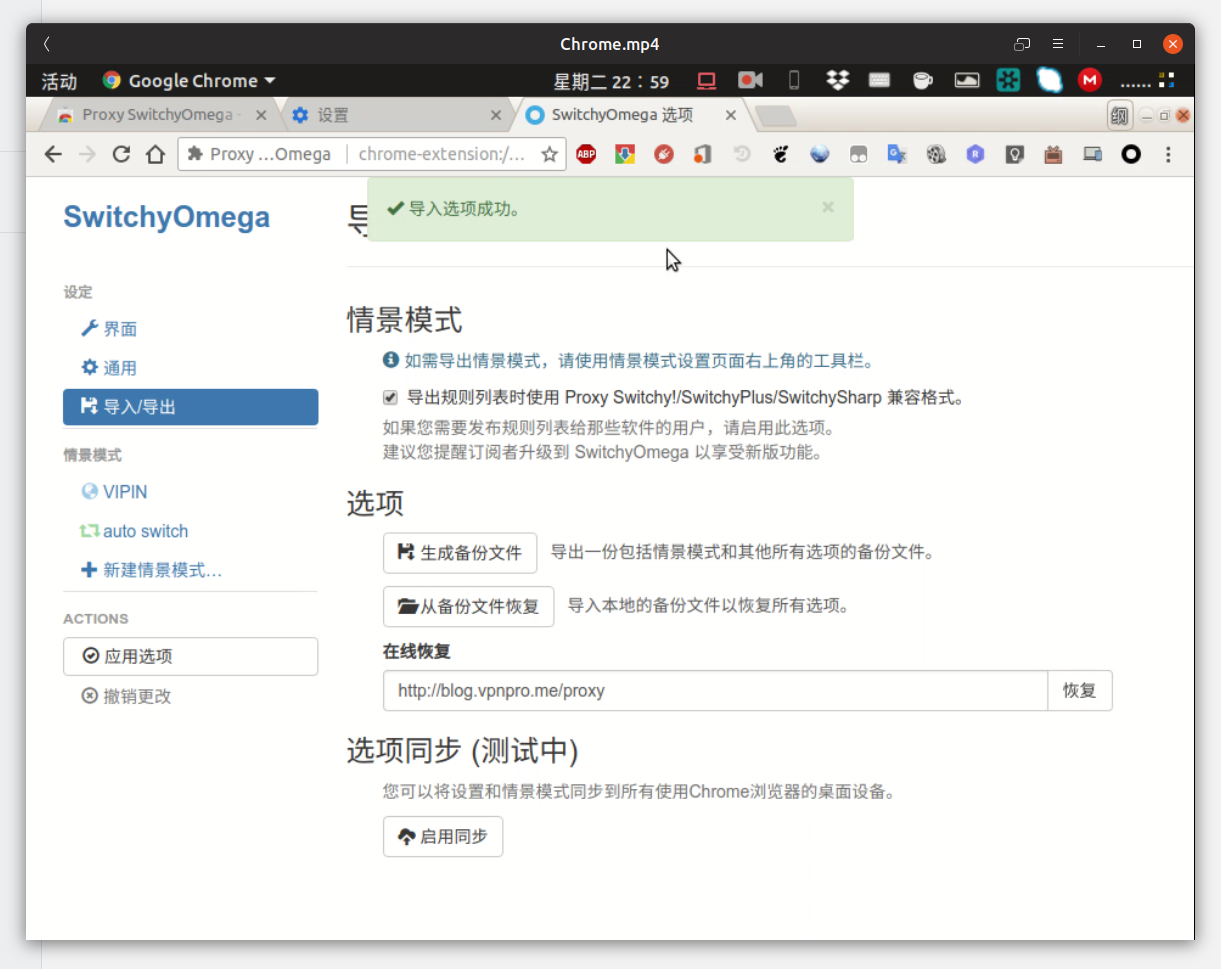 Chrome.mp4
活动 Google Chrome 星期二 22：59 ......
Proxy SwitchyOmega - 设置 SwitchyOmega 选项
Proxy …Omega chrome-extension:/… ABP
SwitchyOmega
导入选项成功。
设定
界面
通用
导入/导出
情景模式
VIPIN
auto switch
新建情景模式…
ACTIONS
应用选项
撤销更改
情景模式
如需导出情景模式，请使用情景模式设置页面右上角的工具栏。
导出规则列表时使用 Proxy Switchy!/SwitchyPlus/SwitchySharp 兼容格式。
如果您需要发布规则列表给那些软件的用户，请启用此选项。
建议您提醒订阅者升级到 SwitchyOmega 以享受新版功能。
选项
生成备份文件 导出一份包括情景模式和其他所有选项的备份文件。
从备份文件恢复 导入本地的备份文件以恢复所有选项。
在线恢复
http://blog.vpnpro.me/proxy 恢复
选项同步 (测试中)
您可以将设置和情景模式同步到所有使用Chrome浏览器的桌面设备。
启用同步